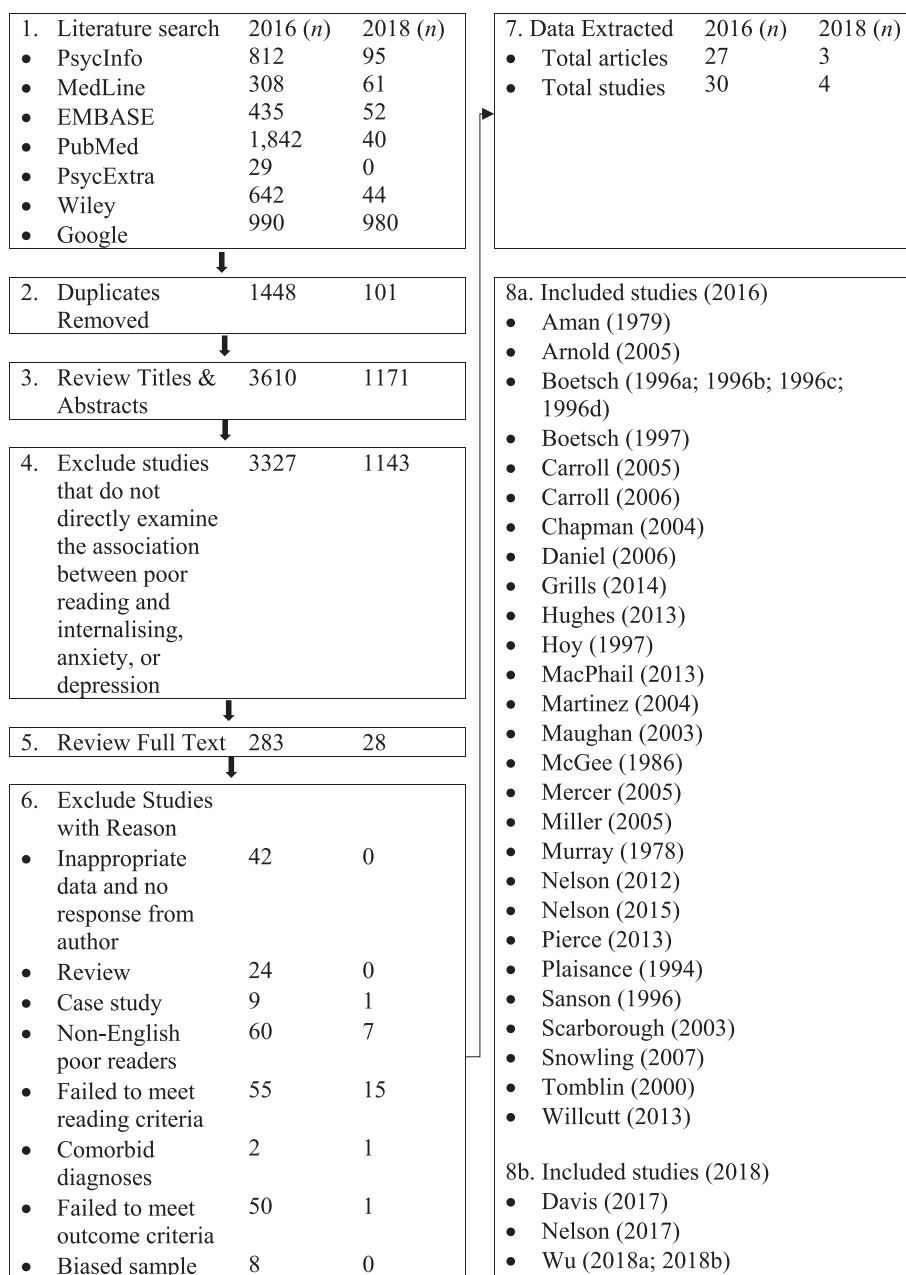 1. Literature search 2016 (n) 2018 (n)
• PsycInfo 812 95
• MedLine 308 61
• EMBASE 435 52
• PubMed 1,842 40
• PsycExtra 29 0
• Wiley 642 44
• Google 990 980
2. Duplicates 1448 101
Removed
3. Review Titles & 3610 1171
Abstracts
4. Exclude studies 3327 1143
that do not
directly examine
the association
between poor
reading and
internalising,
anxiety, or
depression
5. Review Full Text 283 28
6. Exclude Studies
with Reason
• Inappropriate 42 0
data and no
response from
author
• Review 24 0
• Case study 9 1
• Non-English 60 7
poor readers
• Failed to meet 55 15
reading criteria
• Comorbid 2 1
diagnoses
• Failed to meet 50 1
outcome criteria
• Biased sample 8 0
7. Data Extracted 2016 (n) 2018 (n)
• Total articles 27 3
• Total studies 30 4
8a. Included studies (2016)
• Aman (1979)
• Arnold (2005)
• Boetsch (1996a; 1996b; 1996c;
1996d)
• Boetsch (1997)
• Carroll (2005)
• Carroll (2006)
• Chapman (2004)
• Daniel (2006)
• Grills (2014)
• Hughes (2013)
• Hoy (1997)
• MacPhail (2013)
• Martinez (2004)
• Maughan (2003)
• McGee (1986)
• Mercer (2005)
• Miller (2005)
• Murray (1978)
• Nelson (2012)
• Nelson (2015)
• Pierce (2013)
• Plaisance (1994)
• Sanson (1996)
• Scarborough (2003)
• Snowling (2007)
• Tomblin (2000)
• Willcutt (2013)
8b. Included studies (2018)
• Davis (2017)
• Nelson (2017)
• Wu (2018a; 2018b)